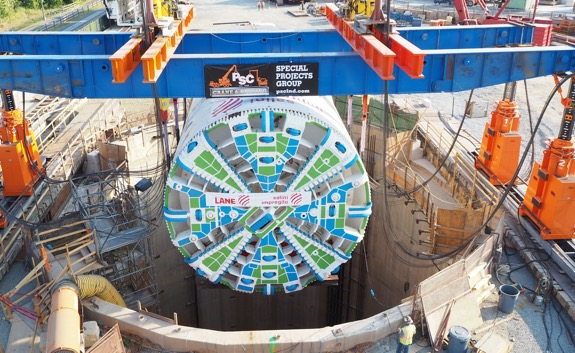 PSC
SPECIAL
PROJECTS
GROUP
pscind.com
LANE
salini
impregilo